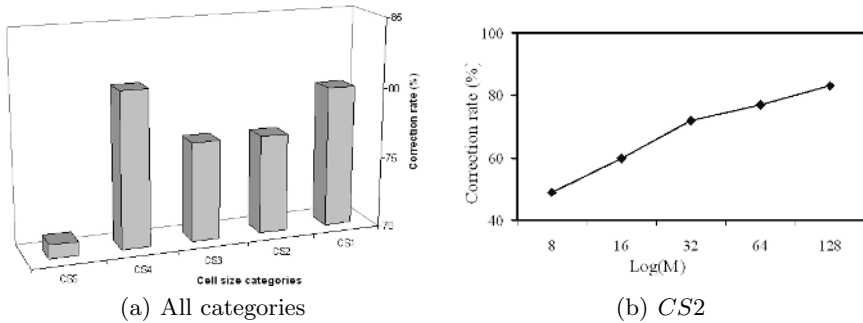 85
80
75
70
Correction rate (%)
CS5
CS4
CS3
CS2
CS1
Cell size categories
(a) All categories
100
80
60
40
Correction rate (%)
8 16 32 64 128
Log(M)
(b) CS2